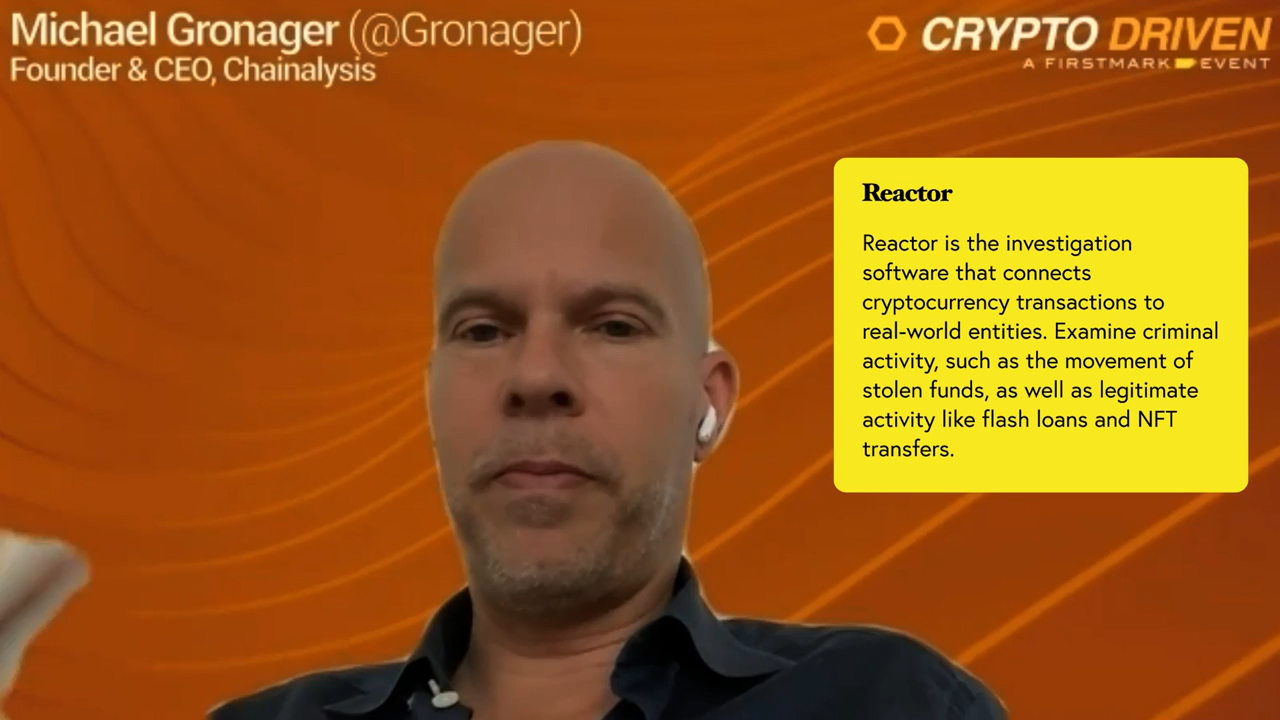 Michael Gronager (@Gronager)
Founder & CEO, Chainalysis
CRYPTO DRIVEN
A FIRSTMARK EVENT
Reactor
Reactor is the investigation
software that connects
cryptocurrency transactions to
real-world entities. Examine criminal
activity, such as the movement of
stolen funds, as well as legitimate
activity like flash loans and NFT
transfers.